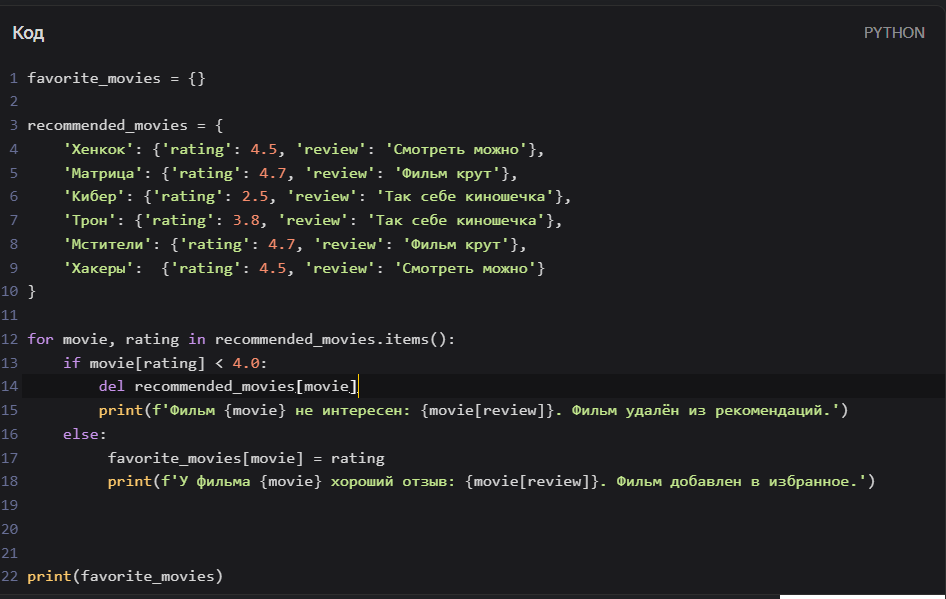 Код
PYTHON
1 favorite_movies = {}
2
3 recommended_movies = {
4     'Хенкок': {'rating': 4.5, 'review': 'Смотреть можно'},
5     'Матрица': {'rating': 4.7, 'review': 'Фильм крут'},
6     'Кибер': {'rating': 2.5, 'review': 'Так себе киношечка'},
7     'Трон': {'rating': 3.8, 'review': 'Так себе киношечка'},
8     'Мстители': {'rating': 4.7, 'review': 'Фильм крут'},
9     'Хакеры':  {'rating': 4.5, 'review': 'Смотреть можно'}
10 }
11
12 for movie, rating in recommended_movies.items():
13     if movie[rating] < 4.0:
14         del recommended_movies[movie]
15         print(f'Фильм {movie} не интересен: {movie[review]}. Фильм удалён из рекомендаций.')
16     else:
17          favorite_movies[movie] = rating
18          print(f'У фильма {movie} хороший отзыв: {movie[review]}. Фильм добавлен в избранное.')
19
20
21
22 print(favorite_movies)